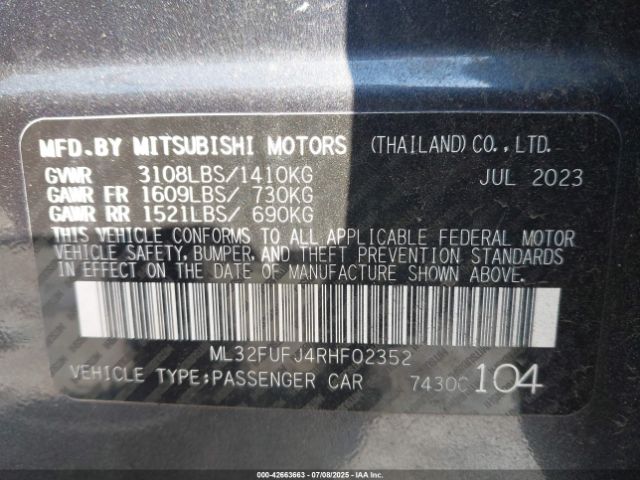 MFD.BY MITSUBISHI MOTORS (THAILAND) CO., LTD.
GVWR 3108LBS/1410KG JUL 2023
GAWR FR 1609LBS/ 730KG
GAWR RR 1521LBS/ 690KG
THIS VEHICLE CONFORMS TO ALL APPLICABLE FEDERAL MOTOR
VEHICLE SAFETY, BUMPER, AND THEFT PREVENTION STANDARDS
IN EFFECT ON THE DATE OF MANUFACTURE SHOWN ABOVE.
ML32FUFJ4RHF02352
VEHICLE TYPE:PASSENGER CAR 7430C 104
000-42663663 | 07/08/2025 - IAA Inc.